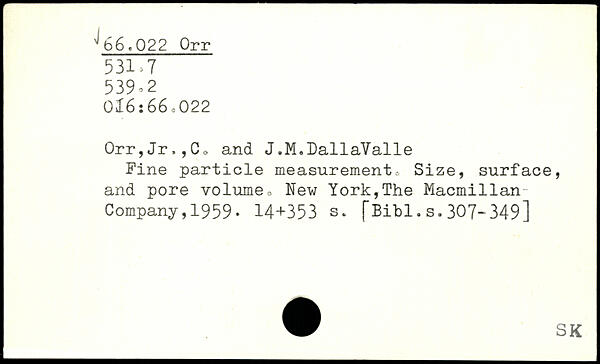 √66.022 Orr
531.7
539.2
016:66.022
Orr,Jr.,C. and J.M.DallaValle
Fine particle measurement. Size, surface,
and pore volume. New York,The Macmillan
Company,1959. 14+353 s. [Bibl.s.307-349]
SK